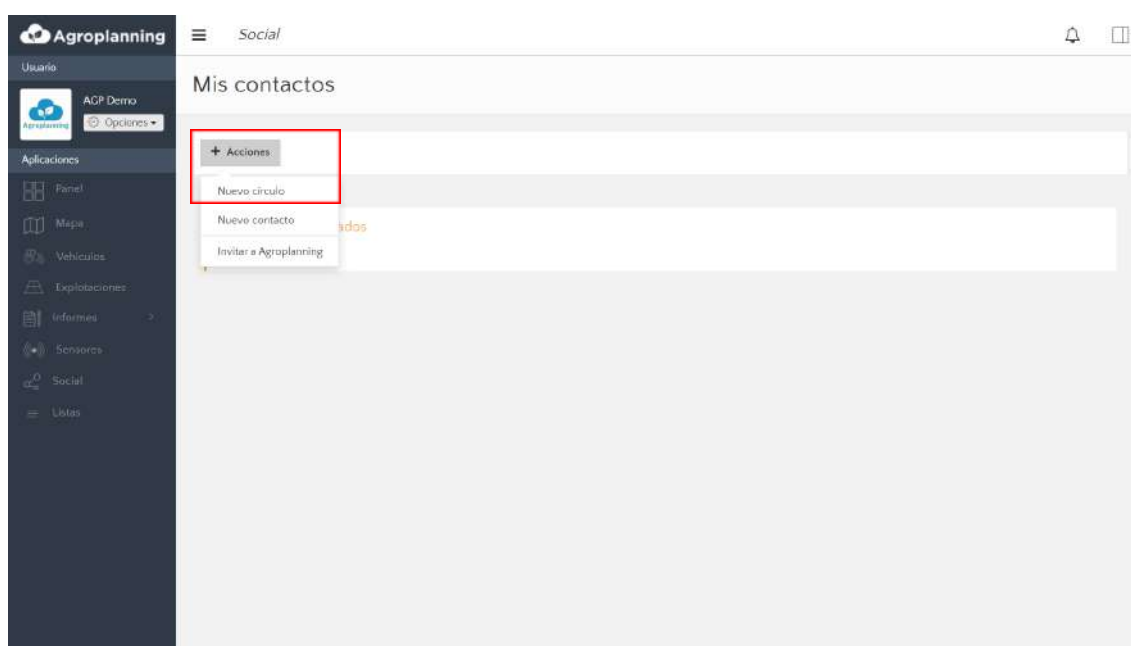 Agroplanning
Social
Usuario
AGP Demo
Opciones
Agroplanning
Aplicaciones
Panel
Mapa
Vehículos
Explotaciones
Informes
Sensores
Social
Listas
Mis contactos
+ Acciones
Nuevo círculo
Nuevo contacto
Invitar a Agroplanning
ados